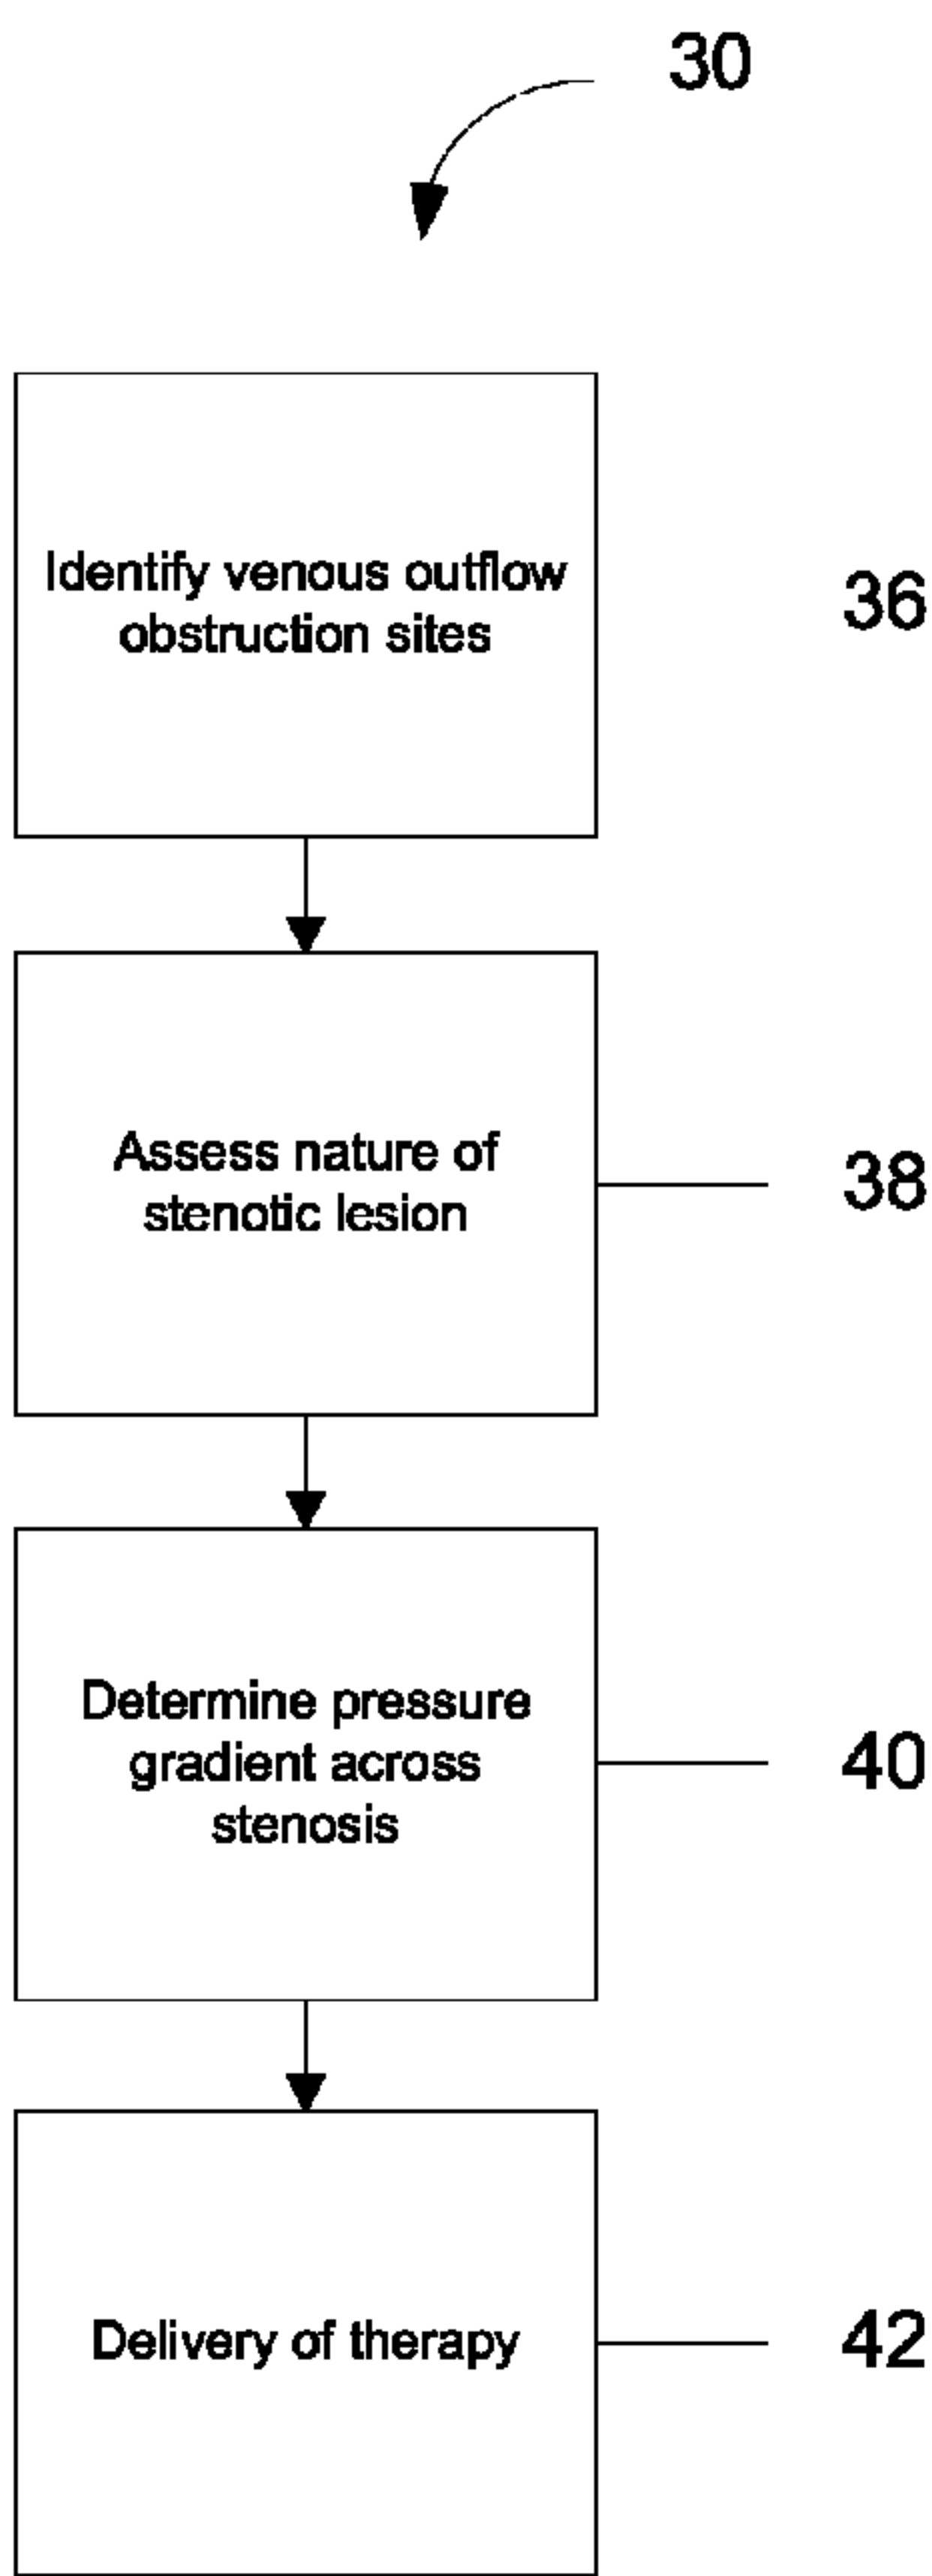 30
Identify venous outflow
obstruction sites
36
Assess nature of
stenotic lesion
38
Determine pressure
gradient across
stenosis
40
Delivery of therapy
42